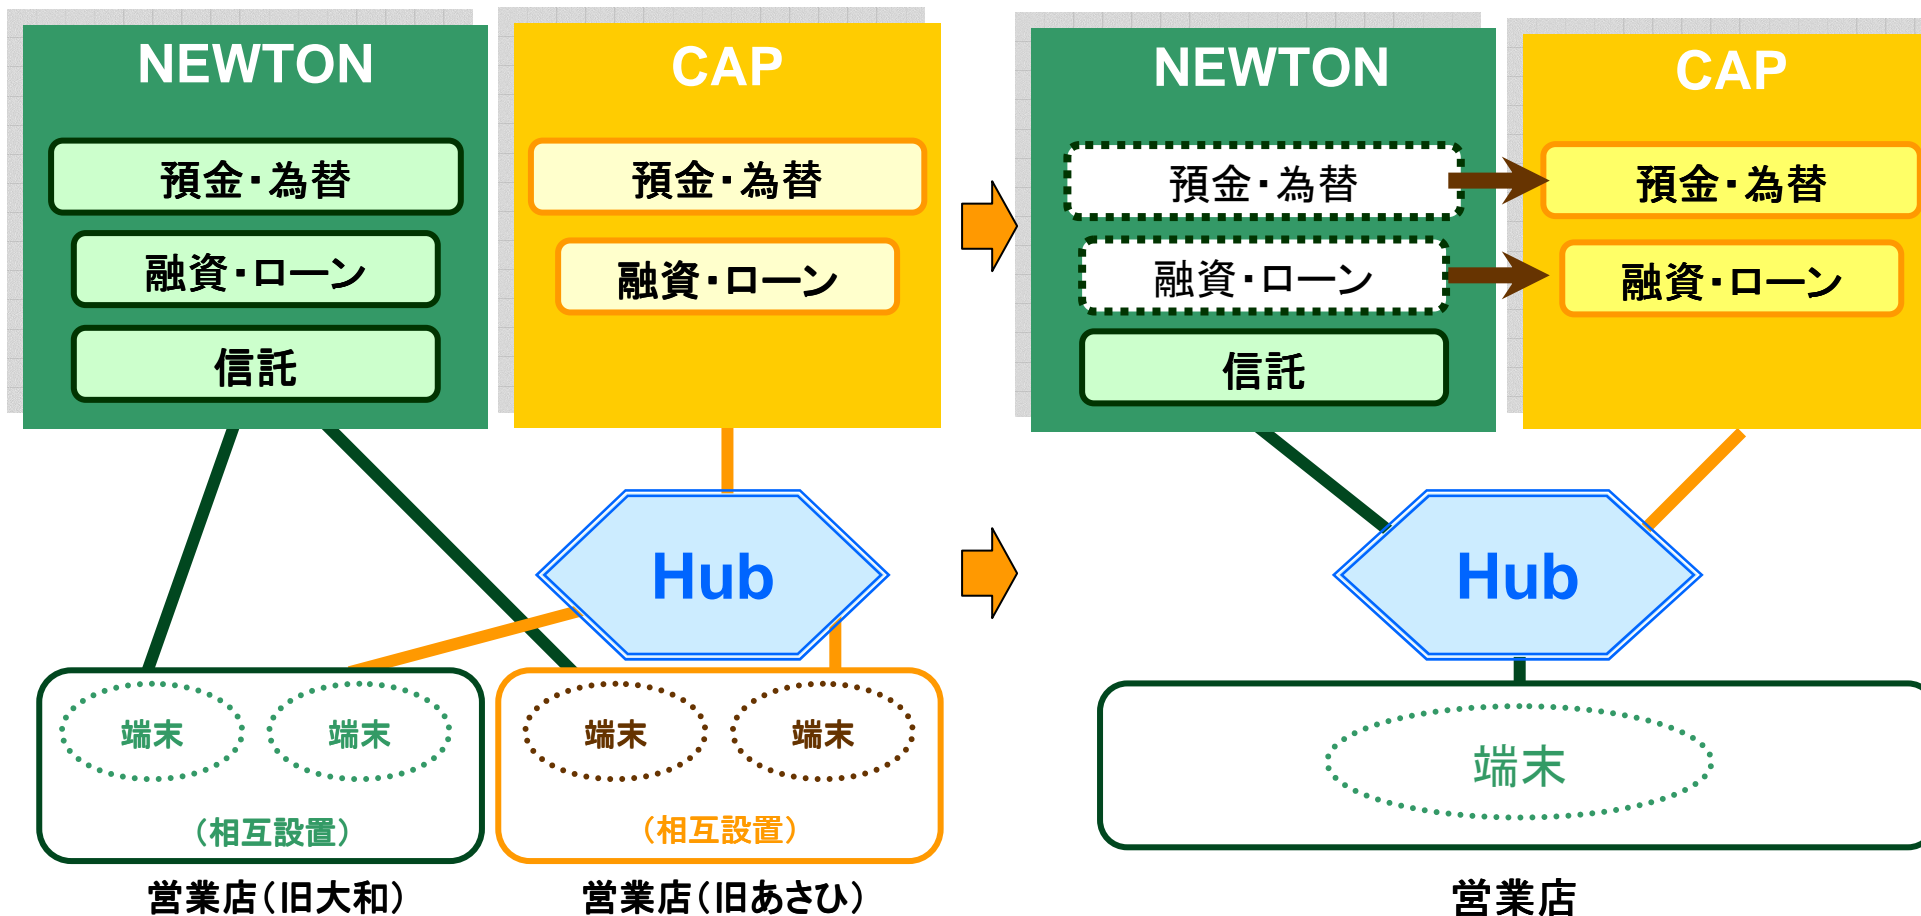 NEWTON
預金・為替
融資・ローン
信託
CAP
預金・為替
融資・ローン
Hub
端末
端末
(相互設置)
営業店(旧大和)
端末
端末
(相互設置)
営業店(旧あさひ)
NEWTON
預金・為替
融資・ローン
信託
CAP
預金・為替
融資・ローン
Hub
端末
営業店